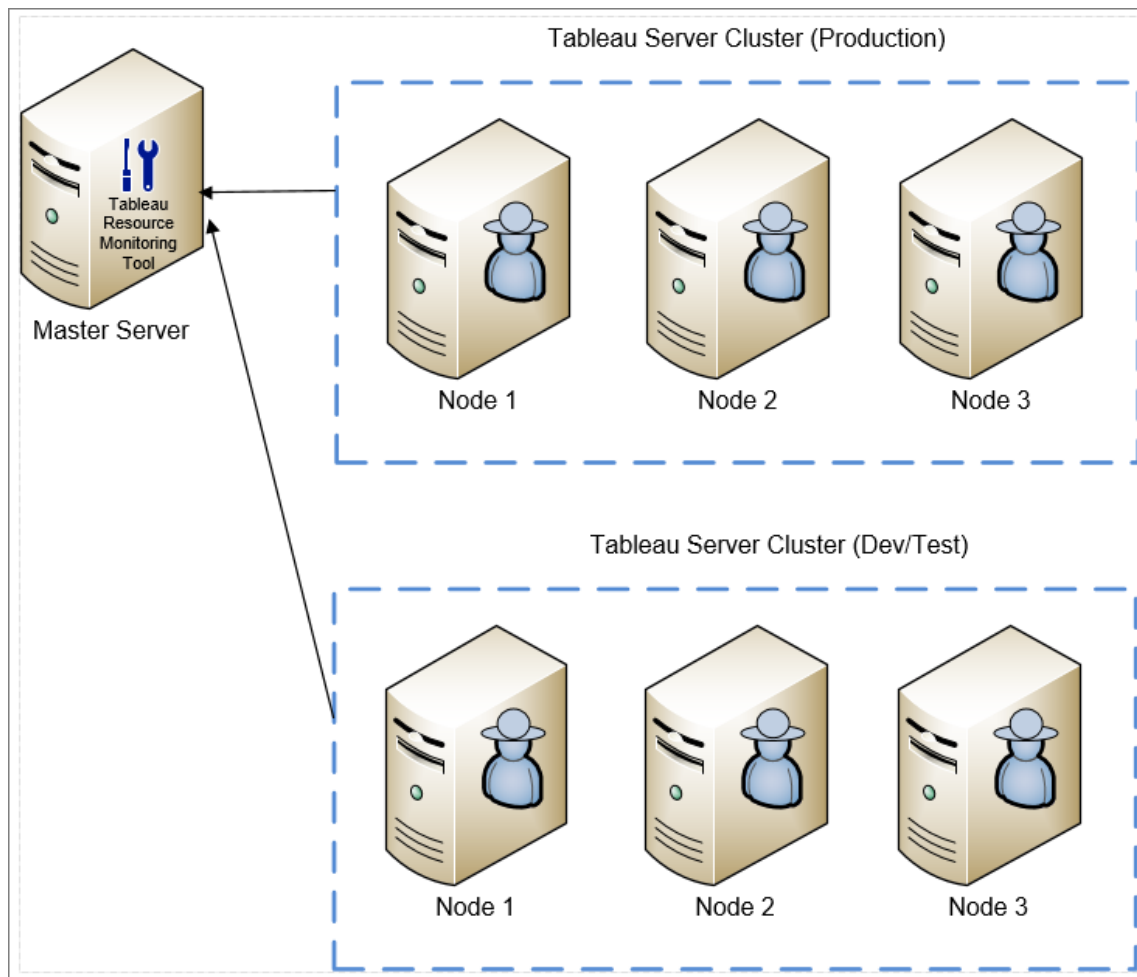 Tableau Server Cluster (Production)
Tableau
Resource
Monitoring
Tool
Master Server
Node 1
Node 2
Node 3
Tableau Server Cluster (Dev/Test)
Node 1
Node 2
Node 3